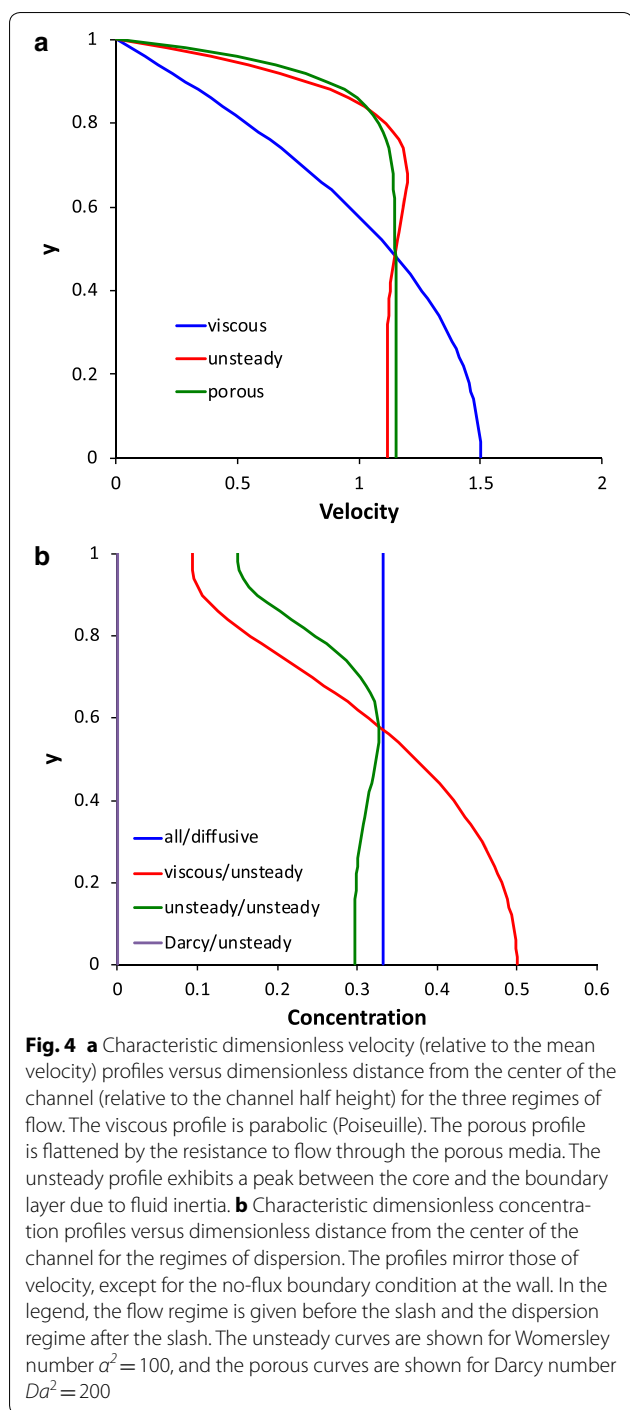 a
1
0.8
0.6
y
0.4
viscous
unsteady
0.2
porous
0
0 0.5 1 1.5 2
Velocity
b
1
0.8
0.6
y
0.4
all/diffusive
viscous/unsteady
0.2
unsteady/unsteady
Darcy/unsteady
0
0 0.1 0.2 0.3 0.4 0.5 0.6
Concentration
Fig. 4 a Characteristic dimensionless velocity (relative to the mean
velocity) profiles versus dimensionless distance from the center of the
channel (relative to the channel half height) for the three regimes of
flow. The viscous profile is parabolic (Poiseuille). The porous profile
is flattened by the resistance to flow through the porous media. The
unsteady profile exhibits a peak between the core and the boundary
layer due to fluid inertia. b Characteristic dimensionless concentra-
tion profiles versus dimensionless distance from the center of the
channel for the regimes of dispersion. The profiles mirror those of
velocity, except for the no-flux boundary condition at the wall. In the
legend, the flow regime is given before the slash and the dispersion
regime after the slash. The unsteady curves are shown for Womersley
number α² = 100, and the porous curves are shown for Darcy number
Da² = 200